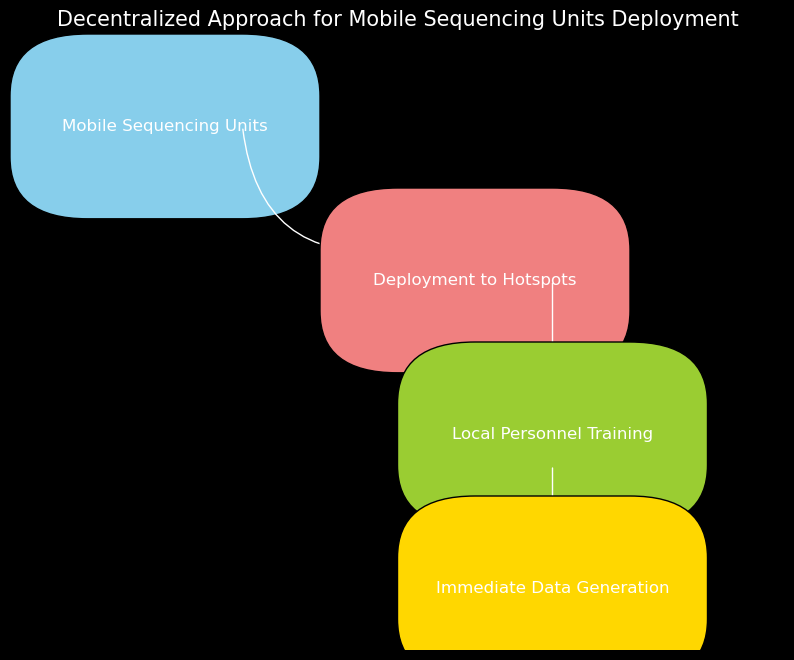 Decentralized Approach for Mobile Sequencing Units Deployment
Mobile Sequencing Units
Deployment to Hotspots
Local Personnel Training
Immediate Data Generation